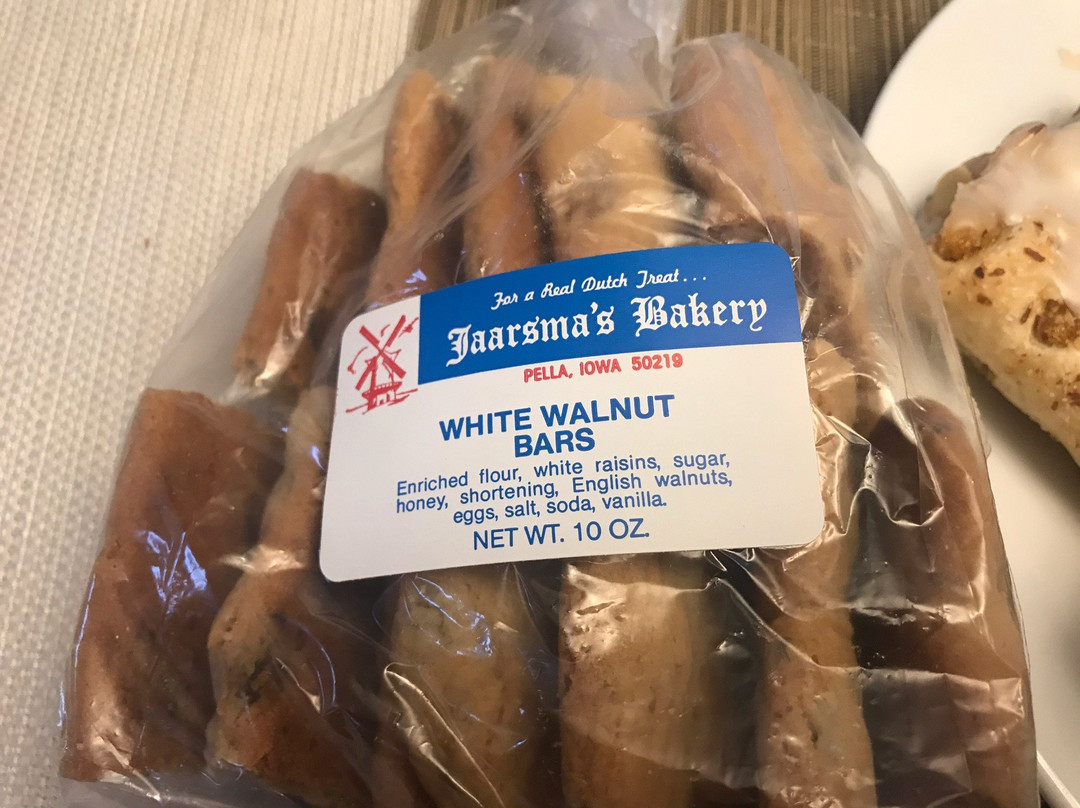 For a Real Dutch Treat...
Jaarsma's Bakery
PELLA, IOWA 50219
WHITE WALNUT
BARS
Enriched flour, white raisins, sugar,
honey, shortening, English walnuts,
eggs, salt, soda, vanilla.
NET WT. 10 OZ.